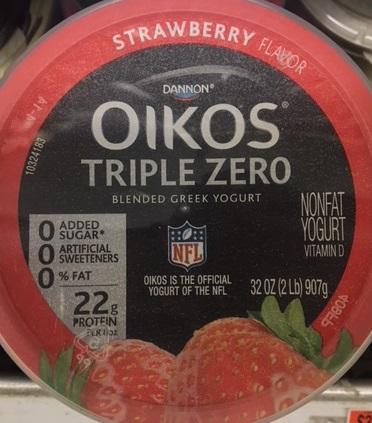 STRAWBERRY FLAVOR
DANNON®
OIKOS®
TRIPLE ZERO
BLENDED GREEK YOGURT
10324183
0 ADDED SUGAR*
0 ARTIFICIAL SWEETENERS
0 % FAT
22g
PROTEIN
NFL
OIKOS IS THE OFFICIAL
YOGURT OF THE NFL
NONFAT
YOGURT
VITAMIN D
32 OZ (2 Lb) 907g